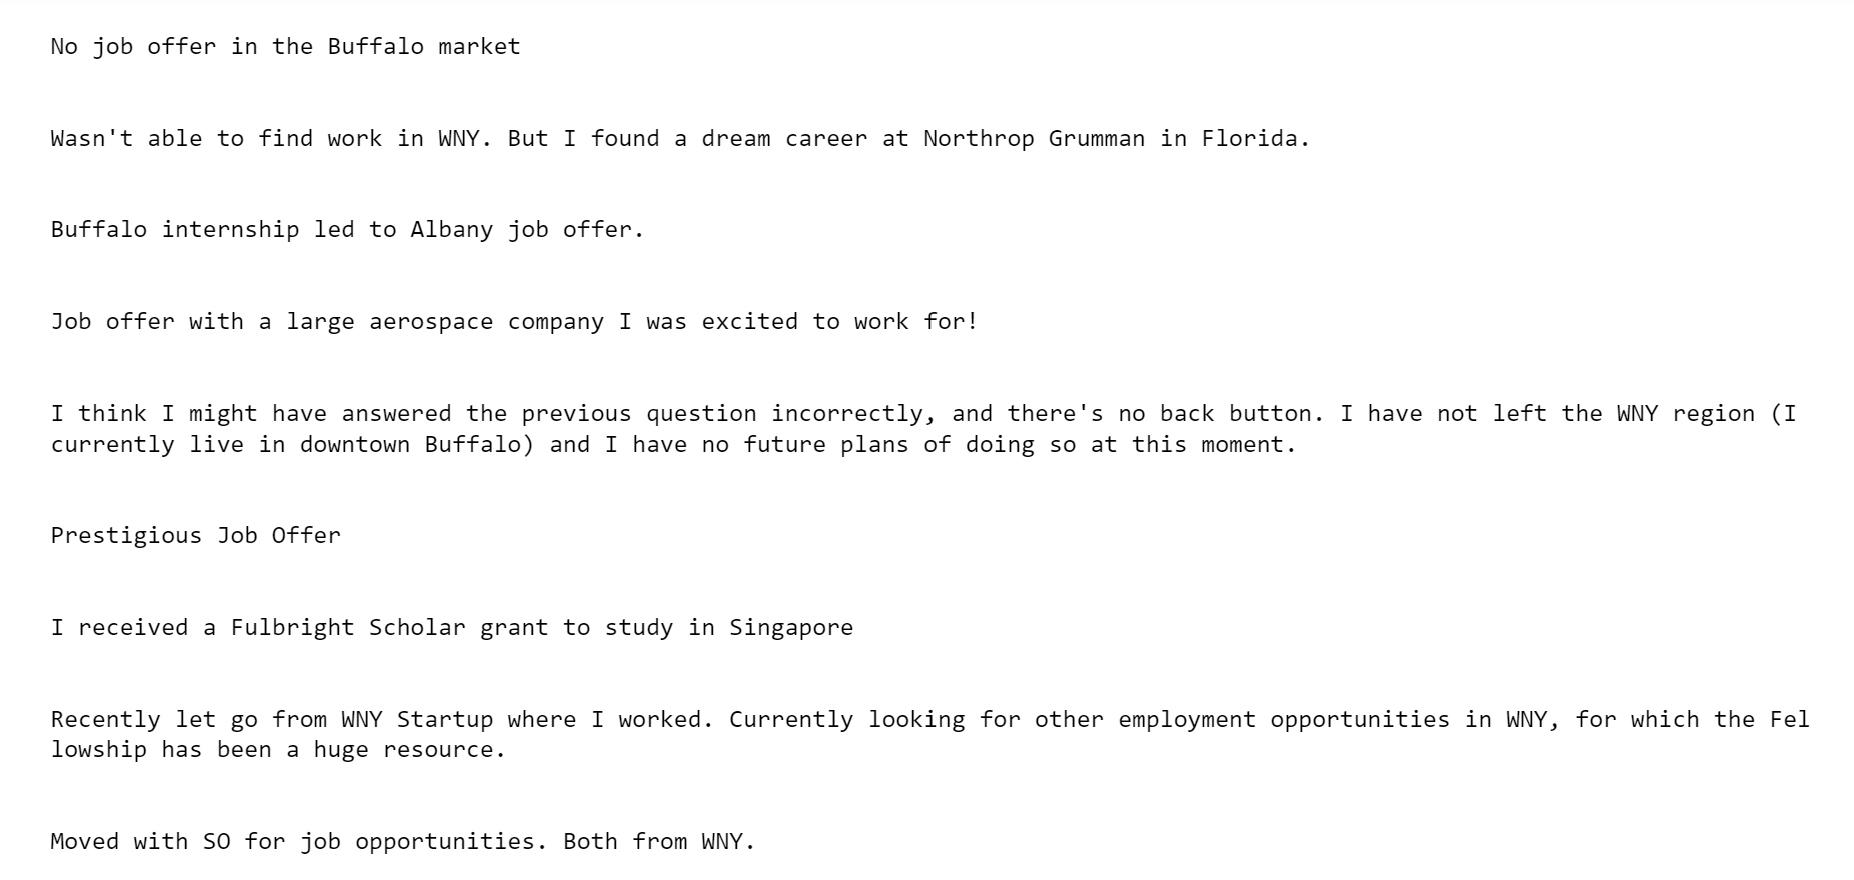 No job offer in the Buffalo market
Wasn't able to find work in WNY. But I found a dream career at Northrop Grumman in Florida.
Buffalo internship led to Albany job offer.
Job offer with a large aerospace company I was excited to work for!
I think I might have answered the previous question incorrectly, and there's no back button. I have not left the WNY region (I
currently live in downtown Buffalo) and I have no future plans of doing so at this moment.
Prestigious Job Offer
I received a Fulbright Scholar grant to study in Singapore
Recently let go from WNY Startup where I worked. Currently looking for other employment opportunities in WNY, for which the Fel
lowship has been a huge resource.
Moved with SO for job opportunities. Both from WNY.